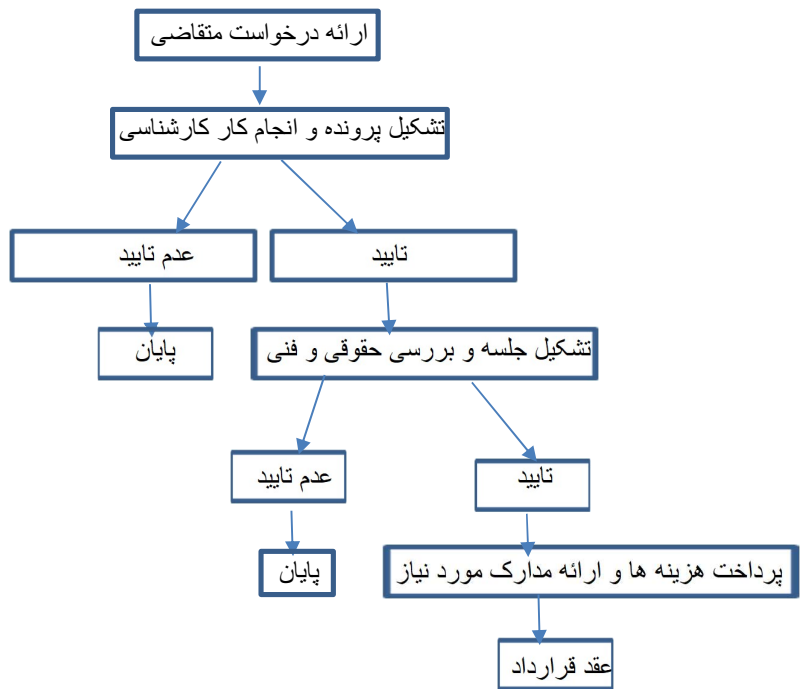 ارائه درخواست متقاضی
تشکیل پرونده و انجام کار کارشناسی
تایید
عدم تایید
پایان
تشکیل جلسه و بررسی حقوقی و فنی
تایید
عدم تایید
پایان
پرداخت هزینه ها و ارائه مدارک مورد نیاز
عقد قرارداد